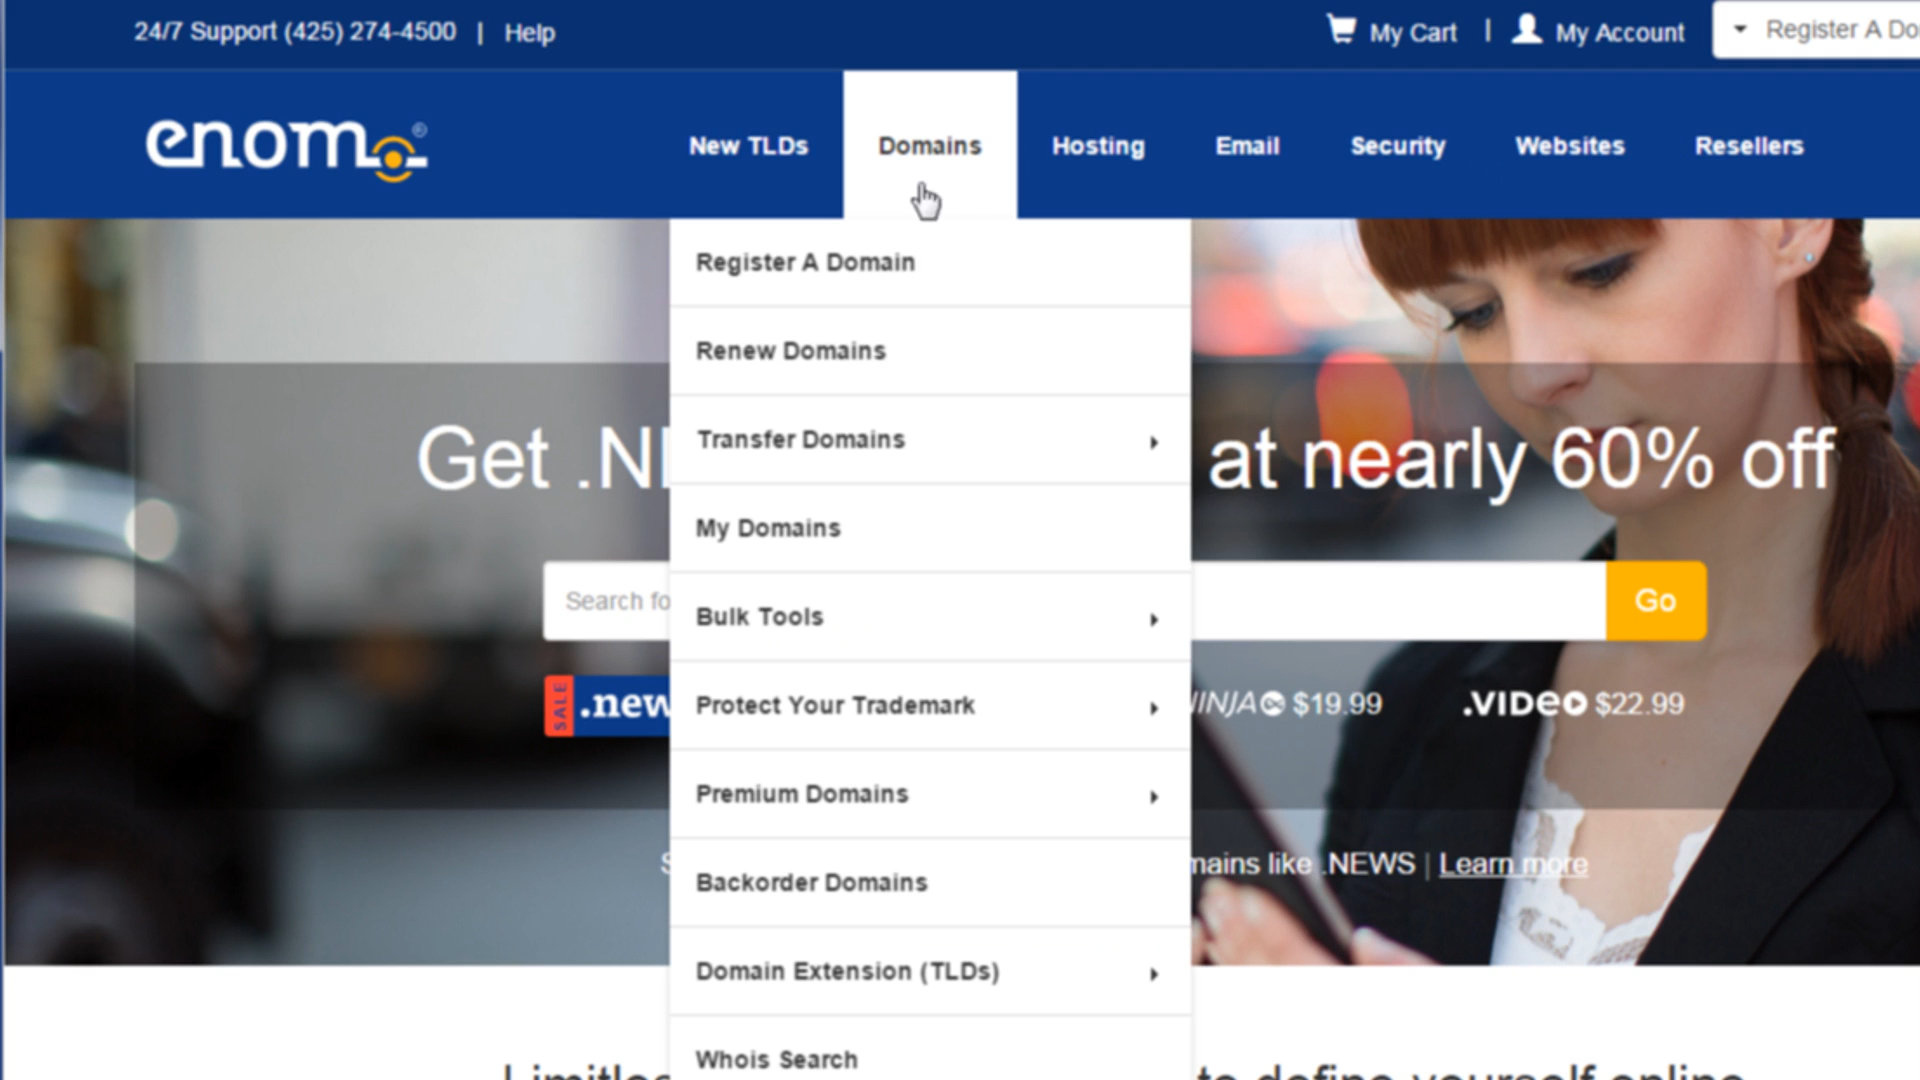 24/7 Support (425) 274-4500 | Help
My Cart | My Account
Register A Do
enom®
New TLDs
Domains
Hosting
Email
Security
Websites
Resellers
Register A Domain
Renew Domains
Transfer Domains
My Domains
Bulk Tools
Protect Your Trademark
Premium Domains
Backorder Domains
Domain Extension (TLDs)
Whois Search
Get .N at nearly 60% off
Search fo
Go
SALE .new
INJA $19.99
.VIDEO $22.99
mains like .NEWS | Learn more
to define yourself online